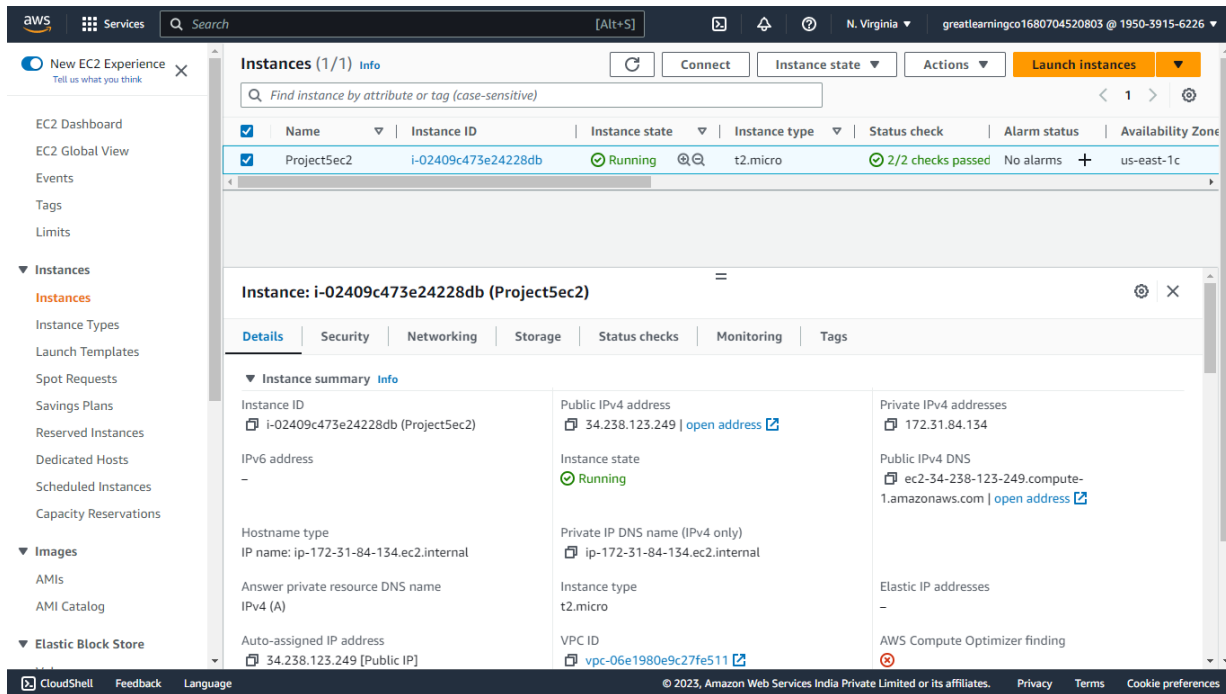 aws Services Search [Alt+S] N. Virginia greatlearningco1680704520803 @ 1950-3915-6226
New EC2 Experience
Tell us what you think
EC2 Dashboard
EC2 Global View
Events
Tags
Limits
Instances
Instances
Instance Types
Launch Templates
Spot Requests
Savings Plans
Reserved Instances
Dedicated Hosts
Scheduled Instances
Capacity Reservations
Images
AMIs
AMI Catalog
Elastic Block Store
Instances (1/1) Info Connect Instance state Actions Launch instances
Find instance by attribute or tag (case-sensitive) 1
Name Instance ID Instance state Instance type Status check Alarm status Availability Zone
Project5ec2 i-02409c473e24228db Running t2.micro 2/2 checks passed No alarms us-east-1c
Instance: i-02409c473e24228db (Project5ec2)
Details Security Networking Storage Status checks Monitoring Tags
Instance summary Info
Instance ID Public IPv4 address Private IPv4 addresses
i-02409c473e24228db (Project5ec2) 34.238.123.249 | open address 172.31.84.134
IPv6 address Instance state Public IPv4 DNS
– Running ec2-34-238-123-249.compute-
1.amazonaws.com | open address
Hostname type Private IP DNS name (IPv4 only)
IP name: ip-172-31-84-134.ec2.internal ip-172-31-84-134.ec2.internal
Answer private resource DNS name Instance type Elastic IP addresses
IPv4 (A) t2.micro –
Auto-assigned IP address VPC ID AWS Compute Optimizer finding
34.238.123.249 [Public IP] vpc-06e1980e9c27fe511
CloudShell Feedback Language © 2023, Amazon Web Services India Private Limited or its affiliates. Privacy Terms Cookie preferences